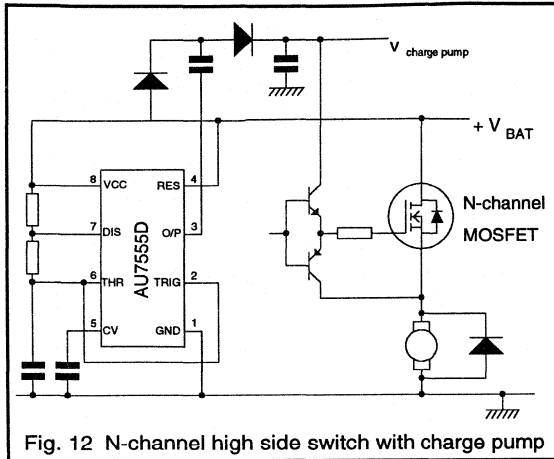 V charge pump
+ V BAT
8 VCC RES 4
7 DIS O/P 3
6 THR TRIG 2
5 CV GND 1
AU7555D
N-channel
MOSFET
Fig. 12 N-channel high side switch with charge pump